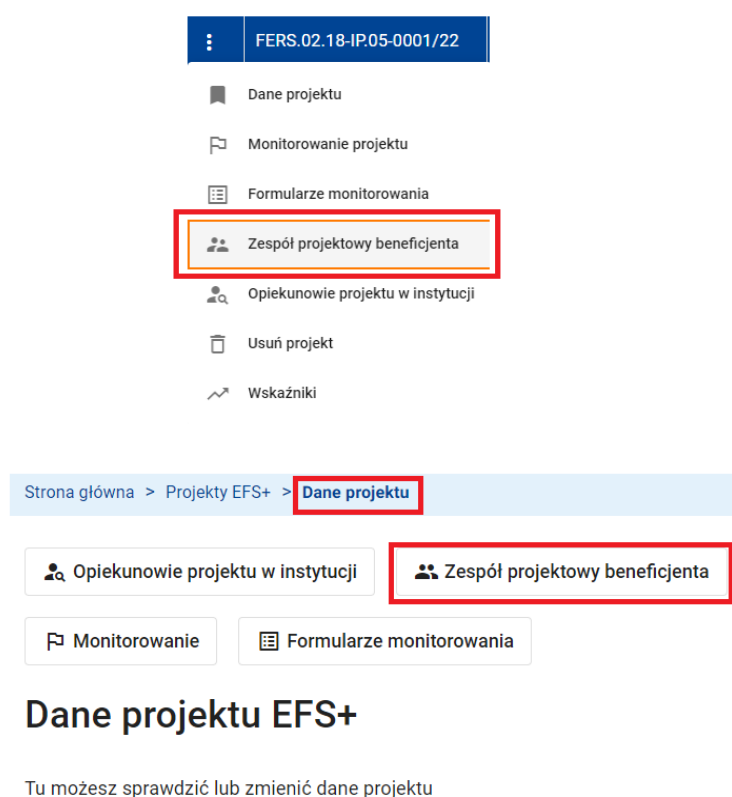 FERS.02.18-IP.05-0001/22
Dane projektu
Monitorowanie projektu
Formularze monitorowania
Zespół projektowy beneficjenta
Opiekunowie projektu w instytucji
Usuń projekt
Wskaźniki
Strona główna > Projekty EFS+ > Dane projektu
Opiekunowie projektu w instytucji Zespół projektowy beneficjenta
Monitorowanie Formularze monitorowania
Dane projektu EFS+
Tu możesz sprawdzić lub zmienić dane projektu